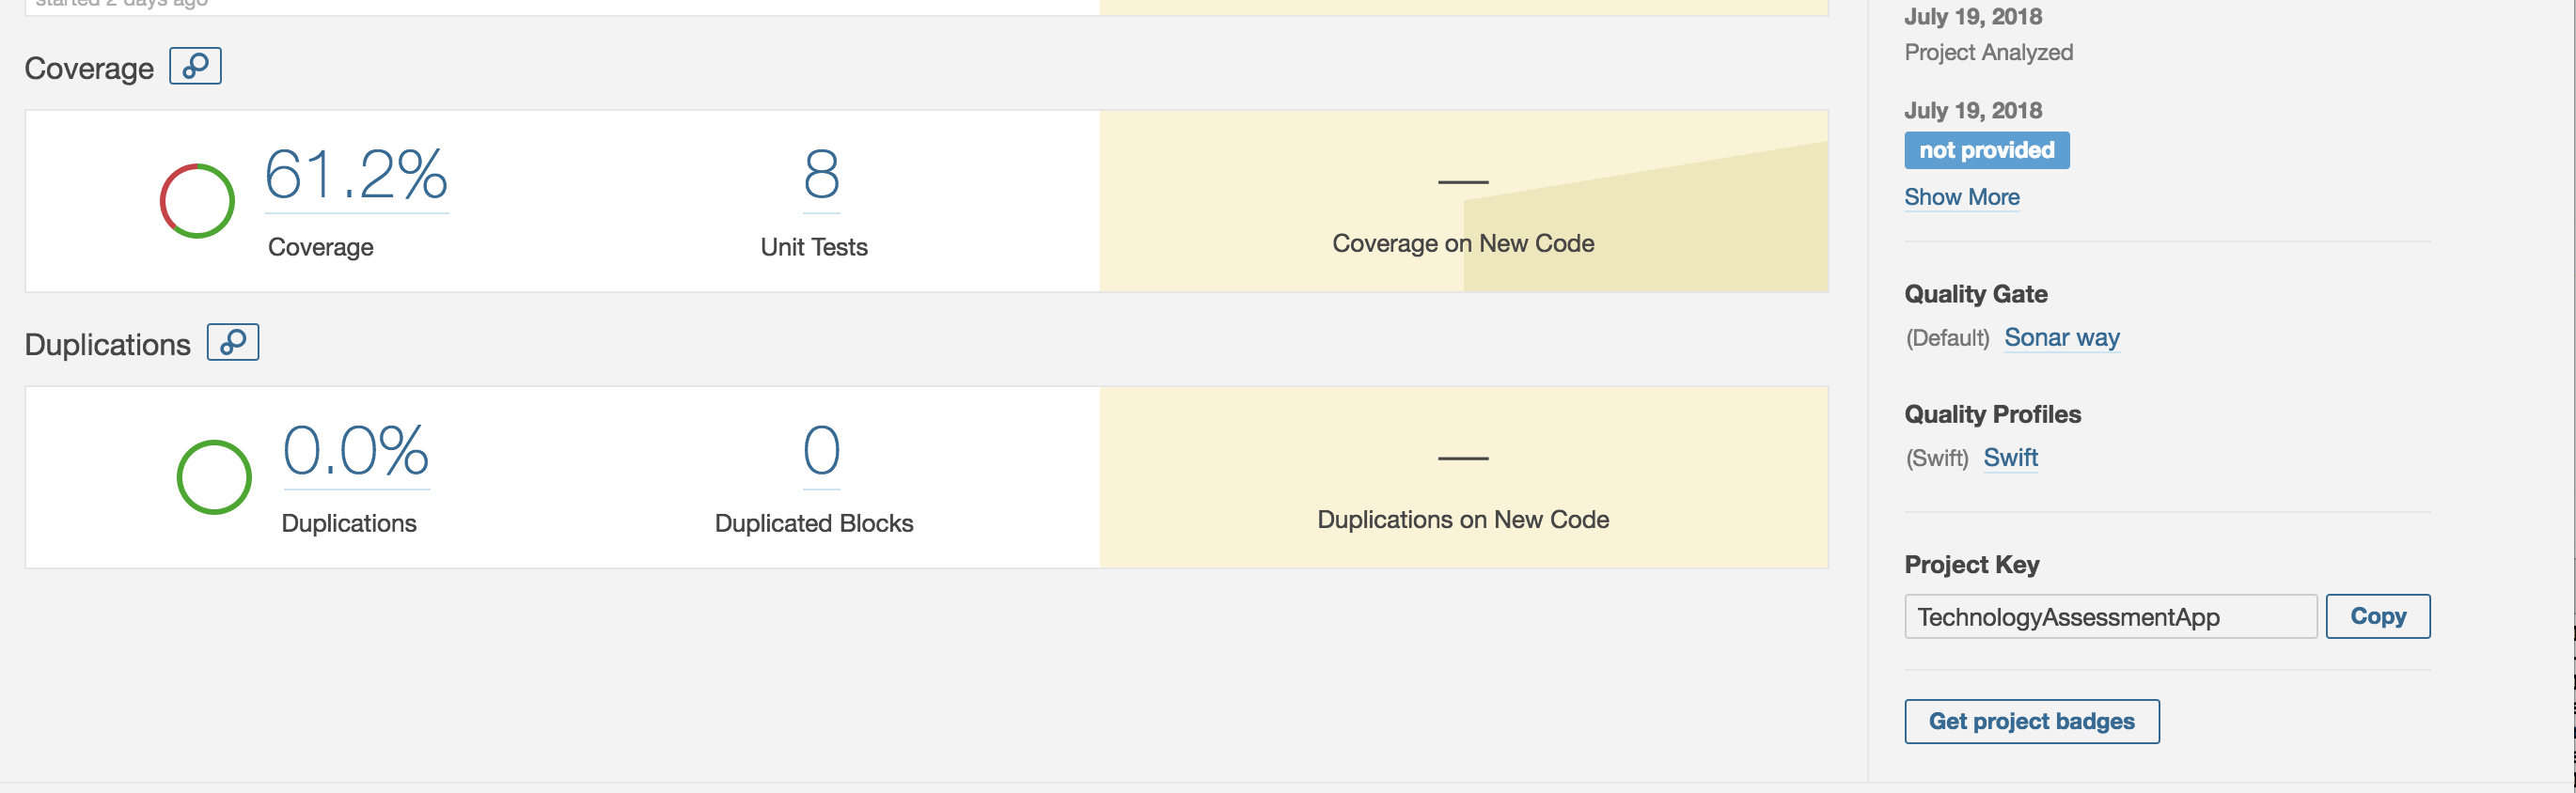 started 2 days ago
Coverage
61.2%
Coverage
8
Unit Tests
—
Coverage on New Code
Duplications
0.0%
Duplications
0
Duplicated Blocks
—
Duplications on New Code
July 19, 2018
Project Analyzed
July 19, 2018
not provided
Show More
Quality Gate
(Default) Sonar way
Quality Profiles
(Swift) Swift
Project Key
TechnologyAssessmentApp Copy
Get project badges